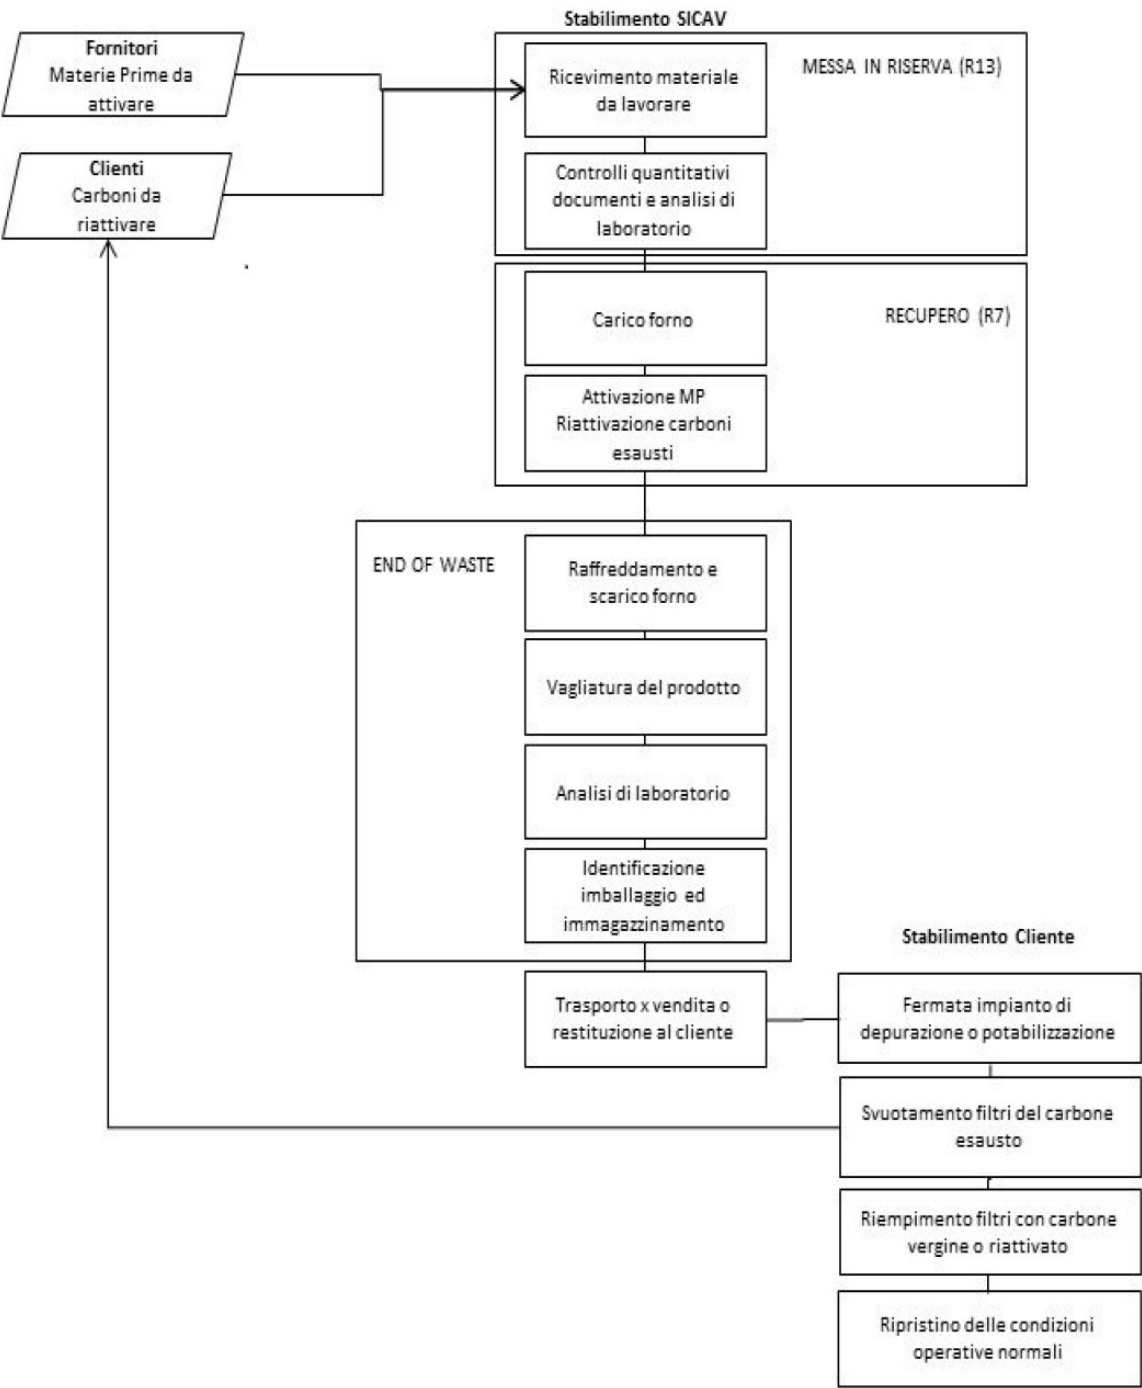 Stabilimento SICAV
Fornitori
Materie Prime da
attivare
Clienti
Carboni da
riattivare
Ricevimento materiale
da lavorare
MESSA IN RISERVA (R13)
Controlli quantitativi
documenti e analisi di
laboratorio
Carico forno
RECUPERO (R7)
Attivazione MP
Riattivazione carboni
esausti
END OF WASTE
Raffreddamento e
scarico forno
Vagliatura del prodotto
Analisi di laboratorio
Identificazione
imballaggio ed
immagazzinamento
Trasporto x vendita o
restituzione al cliente
Stabilimento Cliente
Fermata impianto di
depurazione o potabilizzazione
Svuotamento filtri del carbone
esausto
Riempimento filtri con carbone
vergine o riattivato
Ripristino delle condizioni
operative normali